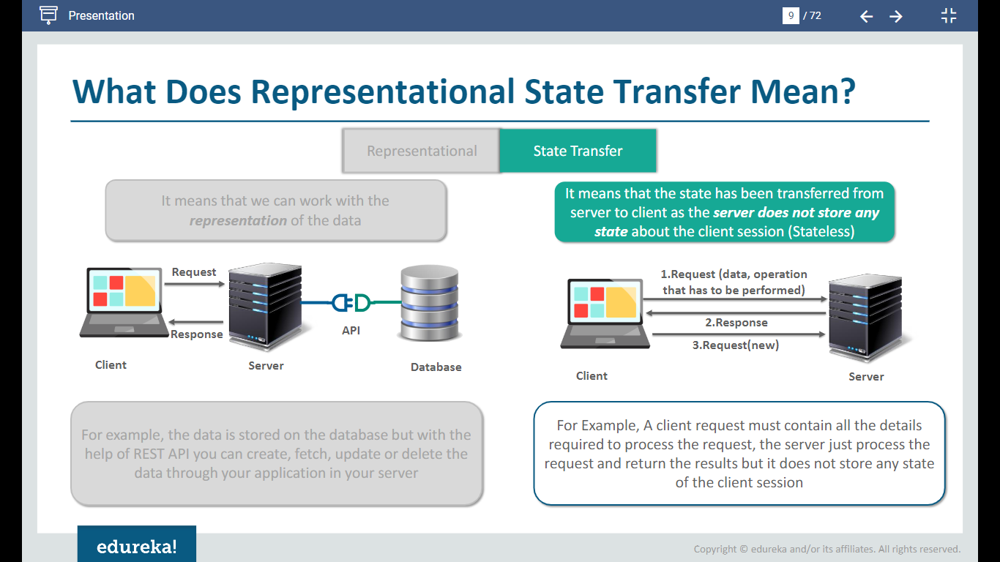 Presentation
9 / 72
What Does Representational State Transfer Mean?
Representational
State Transfer
It means that we can work with the
representation of the data
It means that the state has been transferred from
server to client as the server does not store any
state about the client session (Stateless)
Request
Response
API
Client
Server
Database
1.Request (data, operation
that has to be performed)
2.Response
3.Request(new)
Client
Server
For example, the data is stored on the database but with the
help of REST API you can create, fetch, update or delete the
data through your application in your server
For Example, A client request must contain all the details
required to process the request, the server just process the
request and return the results but it does not store any state
of the client session
edureka!
Copyright © edureka and/or its affiliates. All rights reserved.